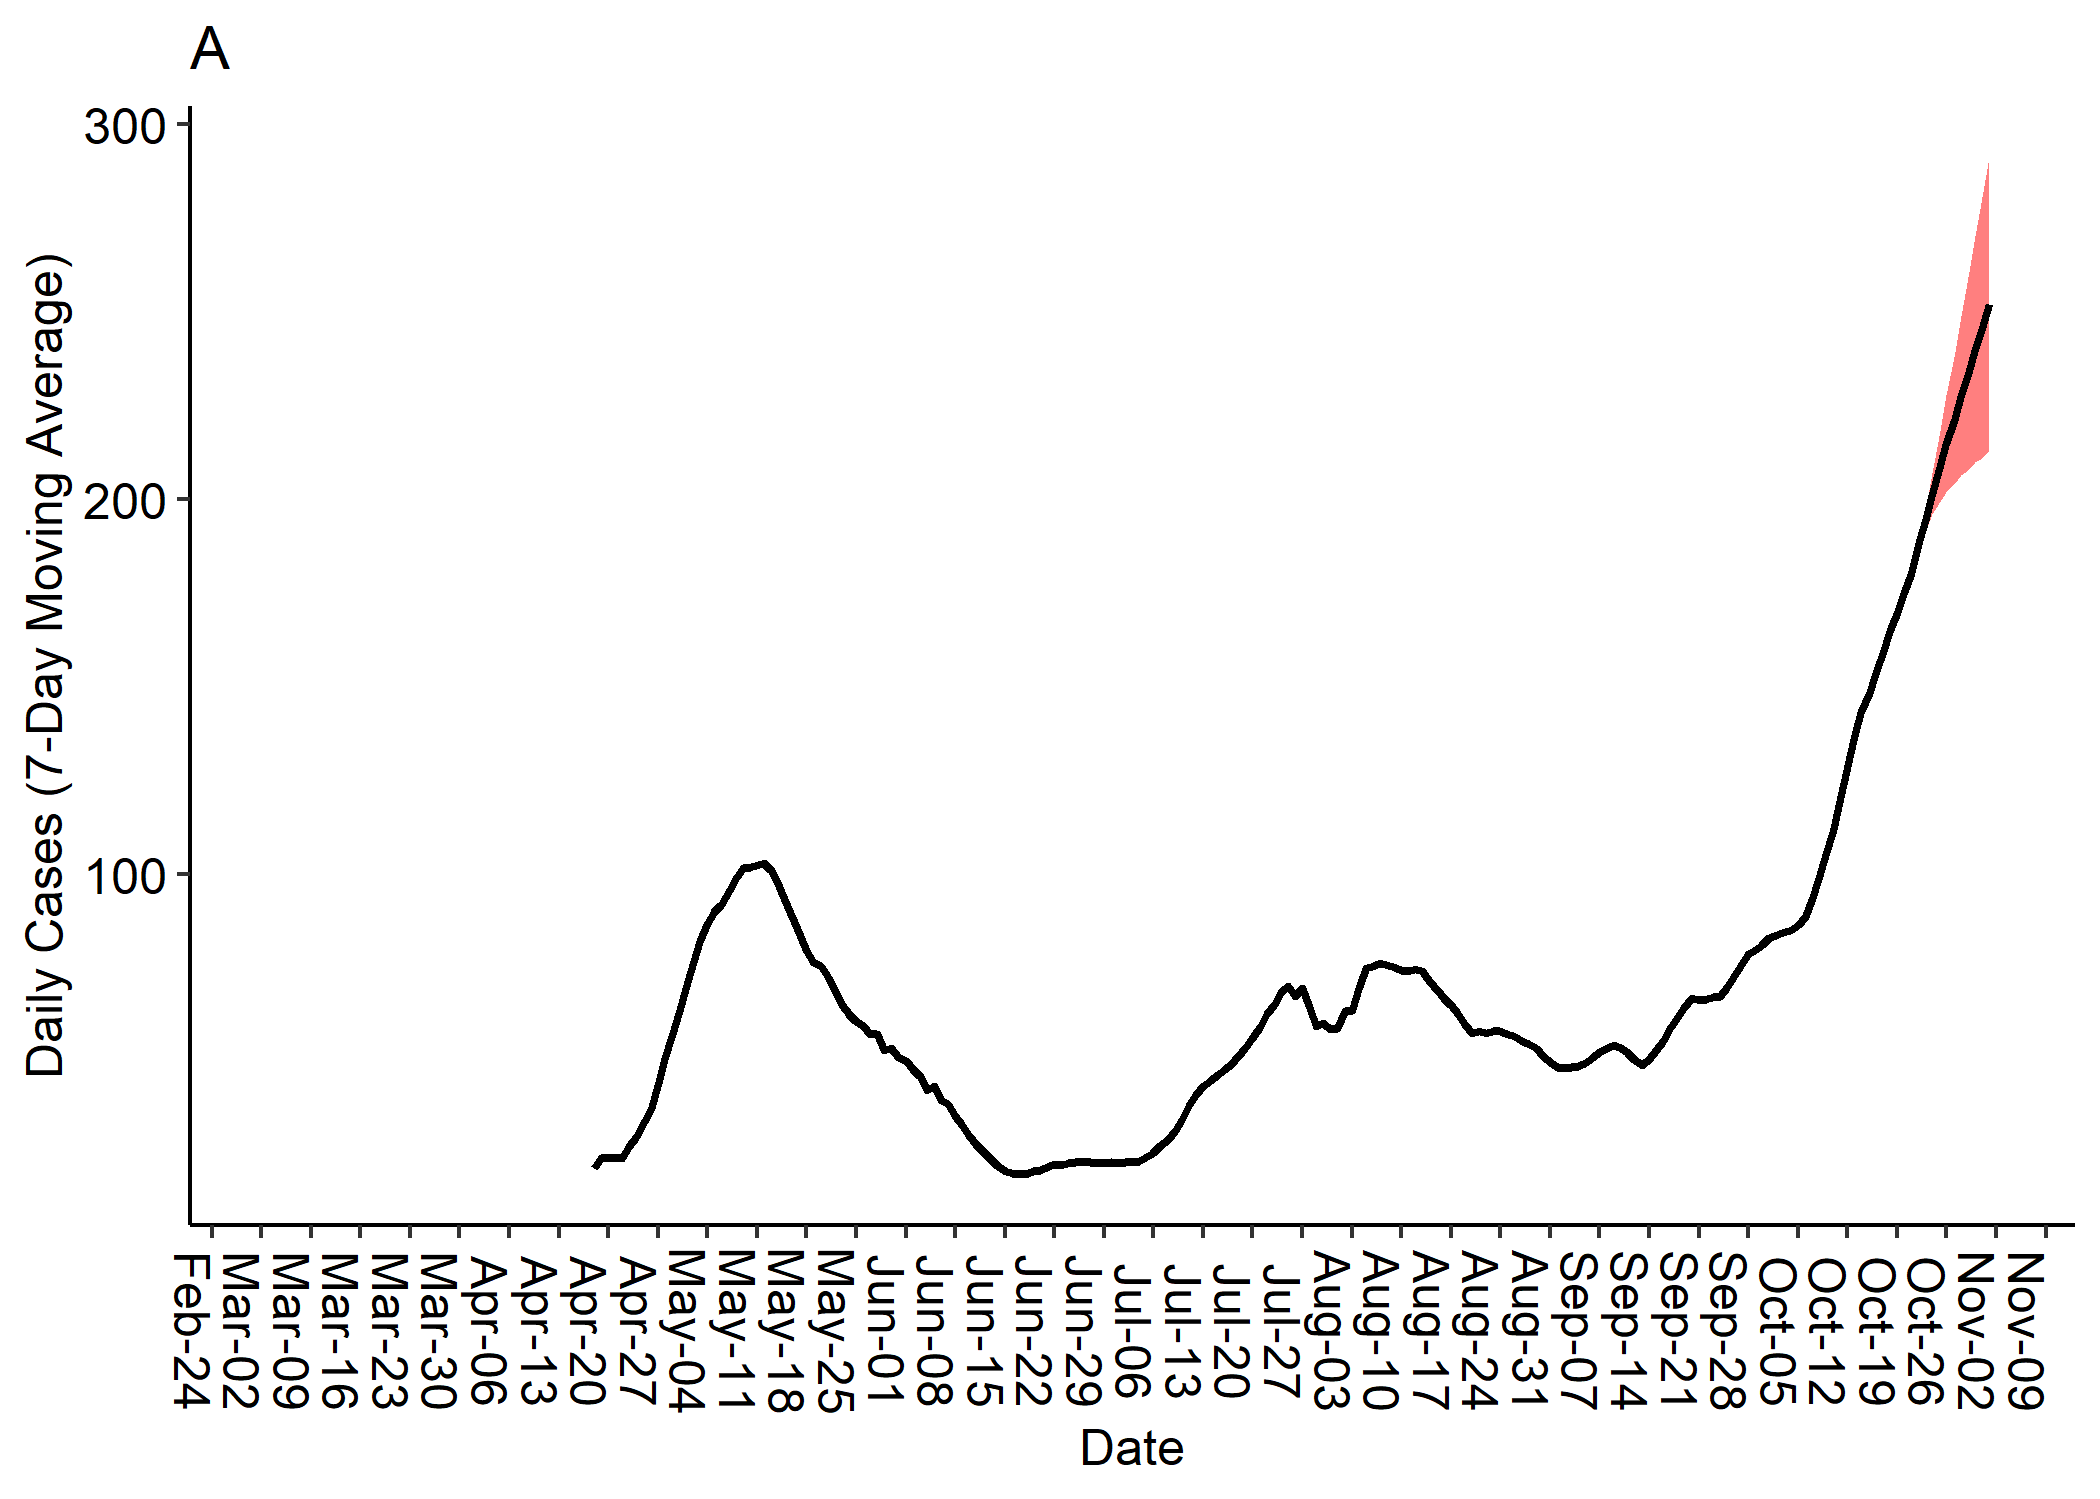 A
300
200
100
Daily Cases (7-Day Moving Average)
Feb-24
Mar-02
Mar-09
Mar-16
Mar-23
Mar-30
Apr-06
Apr-13
Apr-20
Apr-27
May-04
May-11
May-18
May-25
Jun-01
Jun-08
Jun-15
Jun-22
Jun-29
Jul-06
Jul-13
Jul-20
Jul-27
Aug-03
Aug-10
Aug-17
Aug-24
Aug-31
Sep-07
Sep-14
Sep-21
Sep-28
Oct-05
Oct-12
Oct-19
Oct-26
Nov-02
Nov-09
Date